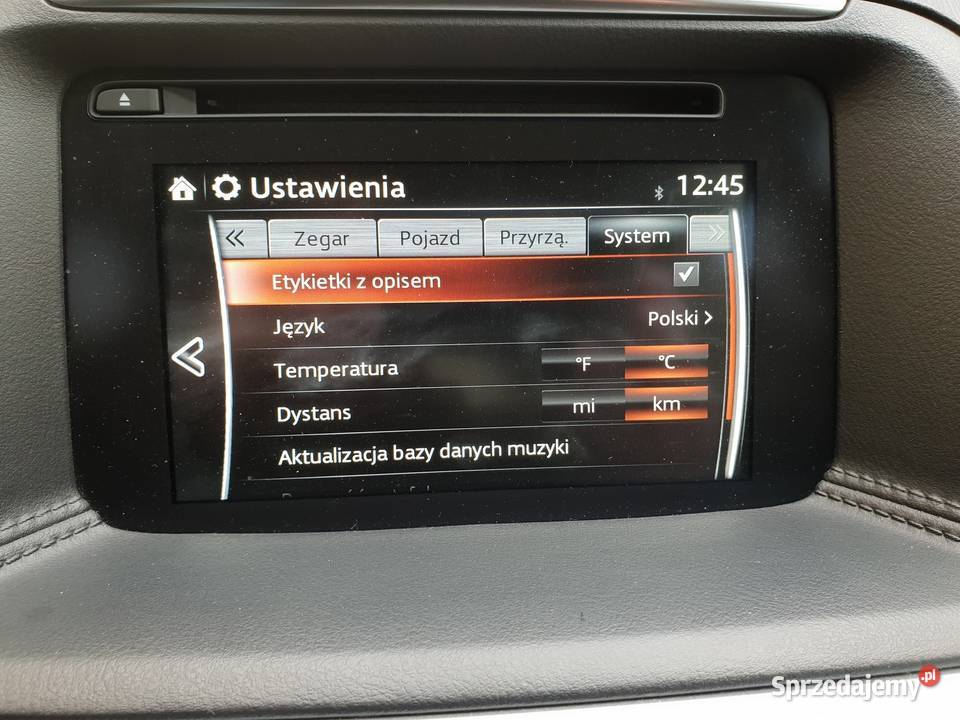 Ustawienia 12:45
« Zegar Pojazd Przyrzą. System »
Etykietki z opisem
Język Polski >
Temperatura °F °C
Dystans mi km
Aktualizacja bazy danych muzyki
Sprzedajemy.pl